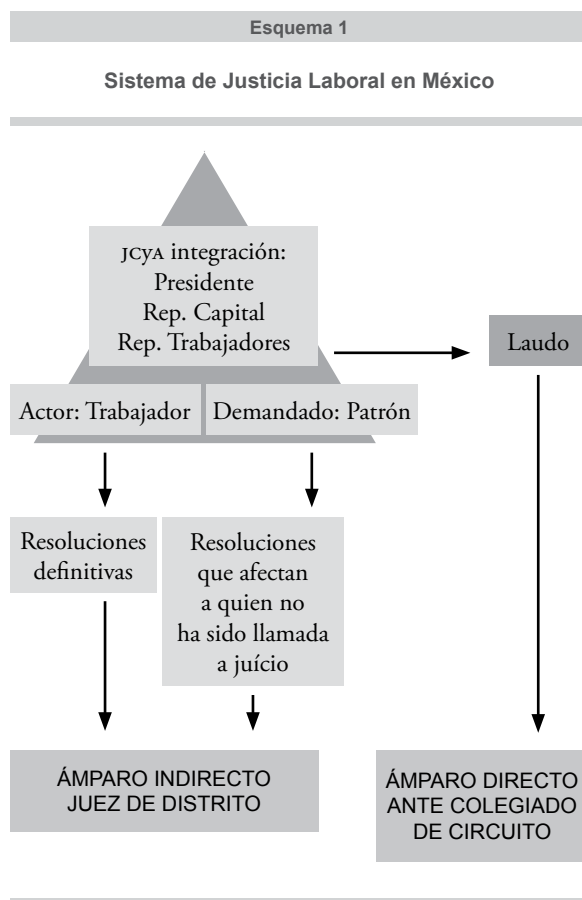 Esquema 1
Sistema de Justicia Laboral en México
JCyA integración:
Presidente
Rep. Capital
Rep. Trabajadores
Laudo
Actor: Trabajador
Demandado: Patrón
Resoluciones
definitivas
Resoluciones
que afectan
a quien no
ha sido llamada
a juício
ÁMPARO INDIRECTO
JUEZ DE DISTRITO
ÁMPARO DIRECTO
ANTE COLEGIADO
DE CIRCUITO